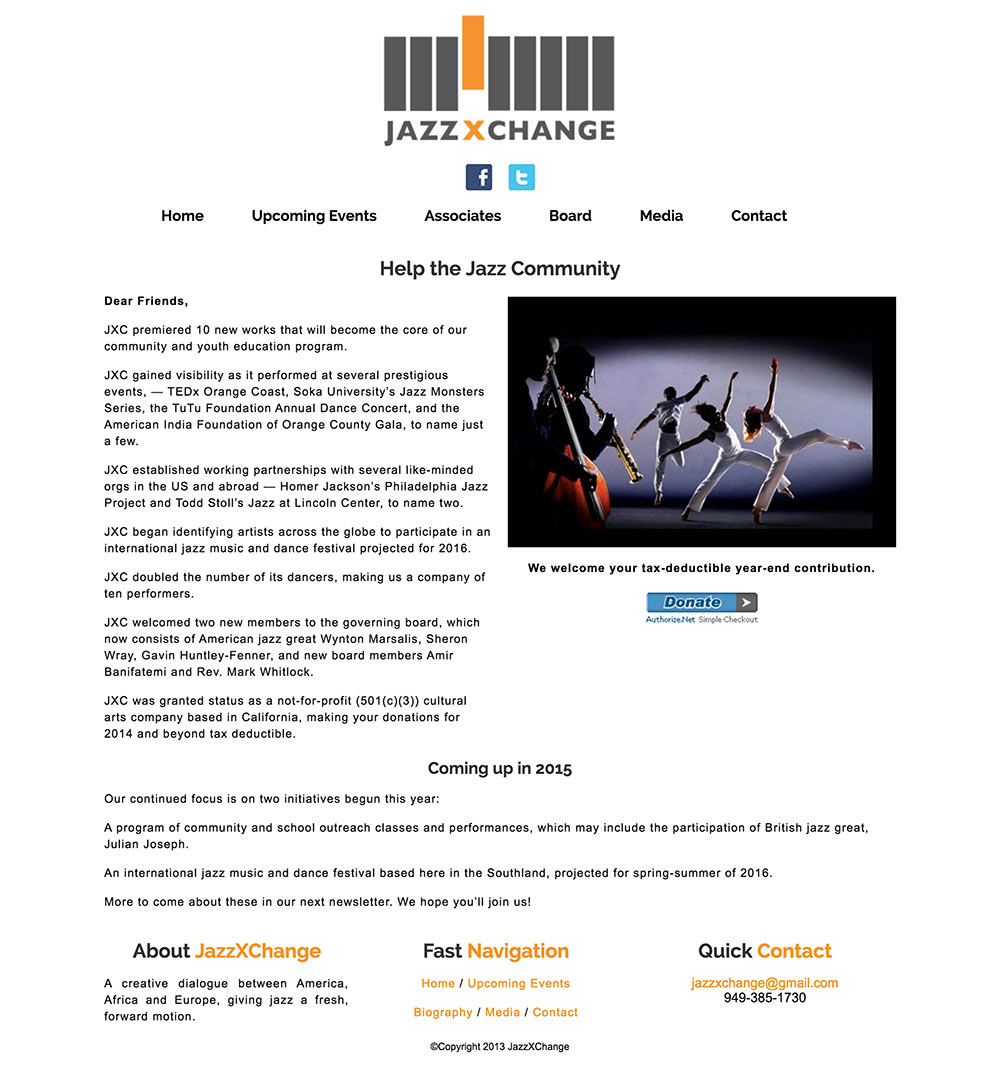 JAZZXCHANGE
Home Upcoming Events Associates Board Media Contact
Help the Jazz Community
Dear Friends,
JXC premiered 10 new works that will become the core of our
community and youth education program.
JXC gained visibility as it performed at several prestigious
events, — TEDx Orange Coast, Soka University’s Jazz Monsters
Series, the TuTu Foundation Annual Dance Concert, and the
American India Foundation of Orange County Gala, to name just
a few.
JXC established working partnerships with several like-minded
orgs in the US and abroad — Homer Jackson’s Philadelphia Jazz
Project and Todd Stoll’s Jazz at Lincoln Center, to name two.
JXC began identifying artists across the globe to participate in an
international jazz music and dance festival projected for 2016.
JXC doubled the number of its dancers, making us a company of
ten performers.
JXC welcomed two new members to the governing board, which
now consists of American jazz great Wynton Marsalis, Sheron
Wray, Gavin Huntley-Fenner, and new board members Amir
Banifatemi and Rev. Mark Whitlock.
JXC was granted status as a not-for-profit (501(c)(3)) cultural
arts company based in California, making your donations for
2014 and beyond tax deductible.
We welcome your tax-deductible year-end contribution.
Donate
Authorize.Net Simple Checkout
Coming up in 2015
Our continued focus is on two initiatives begun this year:
A program of community and school outreach classes and performances, which may include the participation of British jazz great,
Julian Joseph.
An international jazz music and dance festival based here in the Southland, projected for spring-summer of 2016.
More to come about these in our next newsletter. We hope you’ll join us!
About JazzXChange
A creative dialogue between America,
Africa and Europe, giving jazz a fresh,
forward motion.
Fast Navigation
Home / Upcoming Events
Biography / Media / Contact
Quick Contact
jazzxchange@gmail.com
949-385-1730
©Copyright 2013 JazzXChange